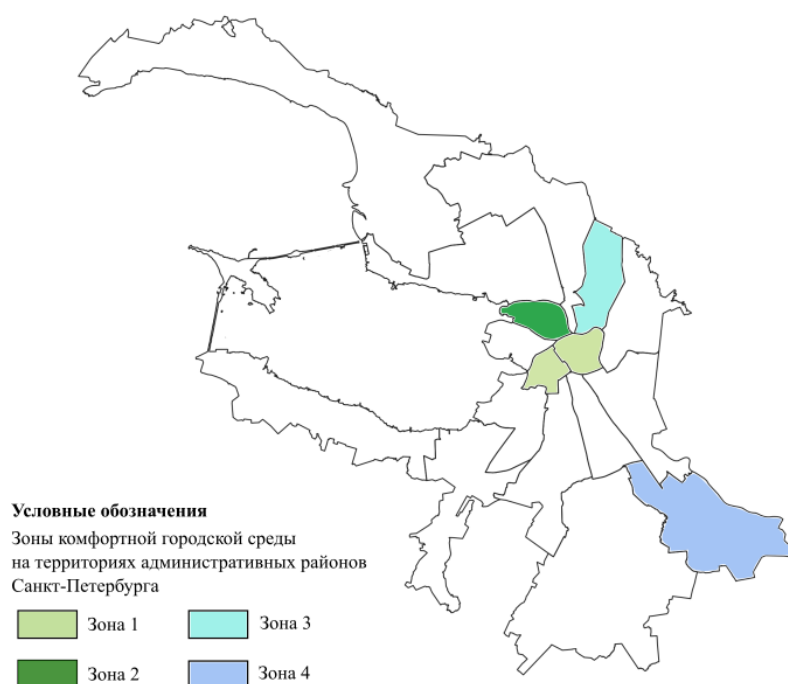 Условные обозначения
Зоны комфортной городской среды
на территориях административных районов
Санкт-Петербурга
Зона 1
Зона 3
Зона 2
Зона 4